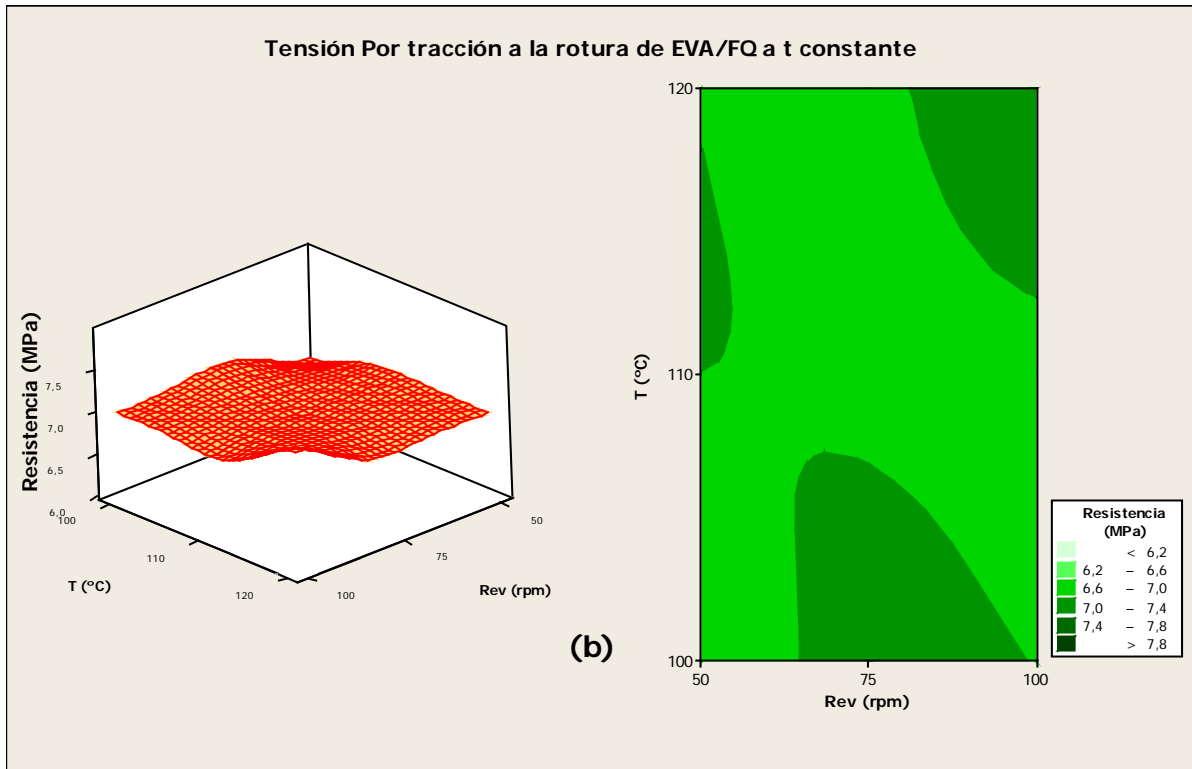 Tensión Por tracción a la rotura de EVA/FQ a t constante
Resistencia (MPa)
7,5
7,0
6,5
6,0
100
110
120
T (°C)
50
75
100
Rev (rpm)
(b)
120
110
100
T (°C)
50
75
100
Rev (rpm)
Resistencia
(MPa)
< 6,2
6,2 – 6,6
6,6 – 7,0
7,0 – 7,4
7,4 – 7,8
> 7,8